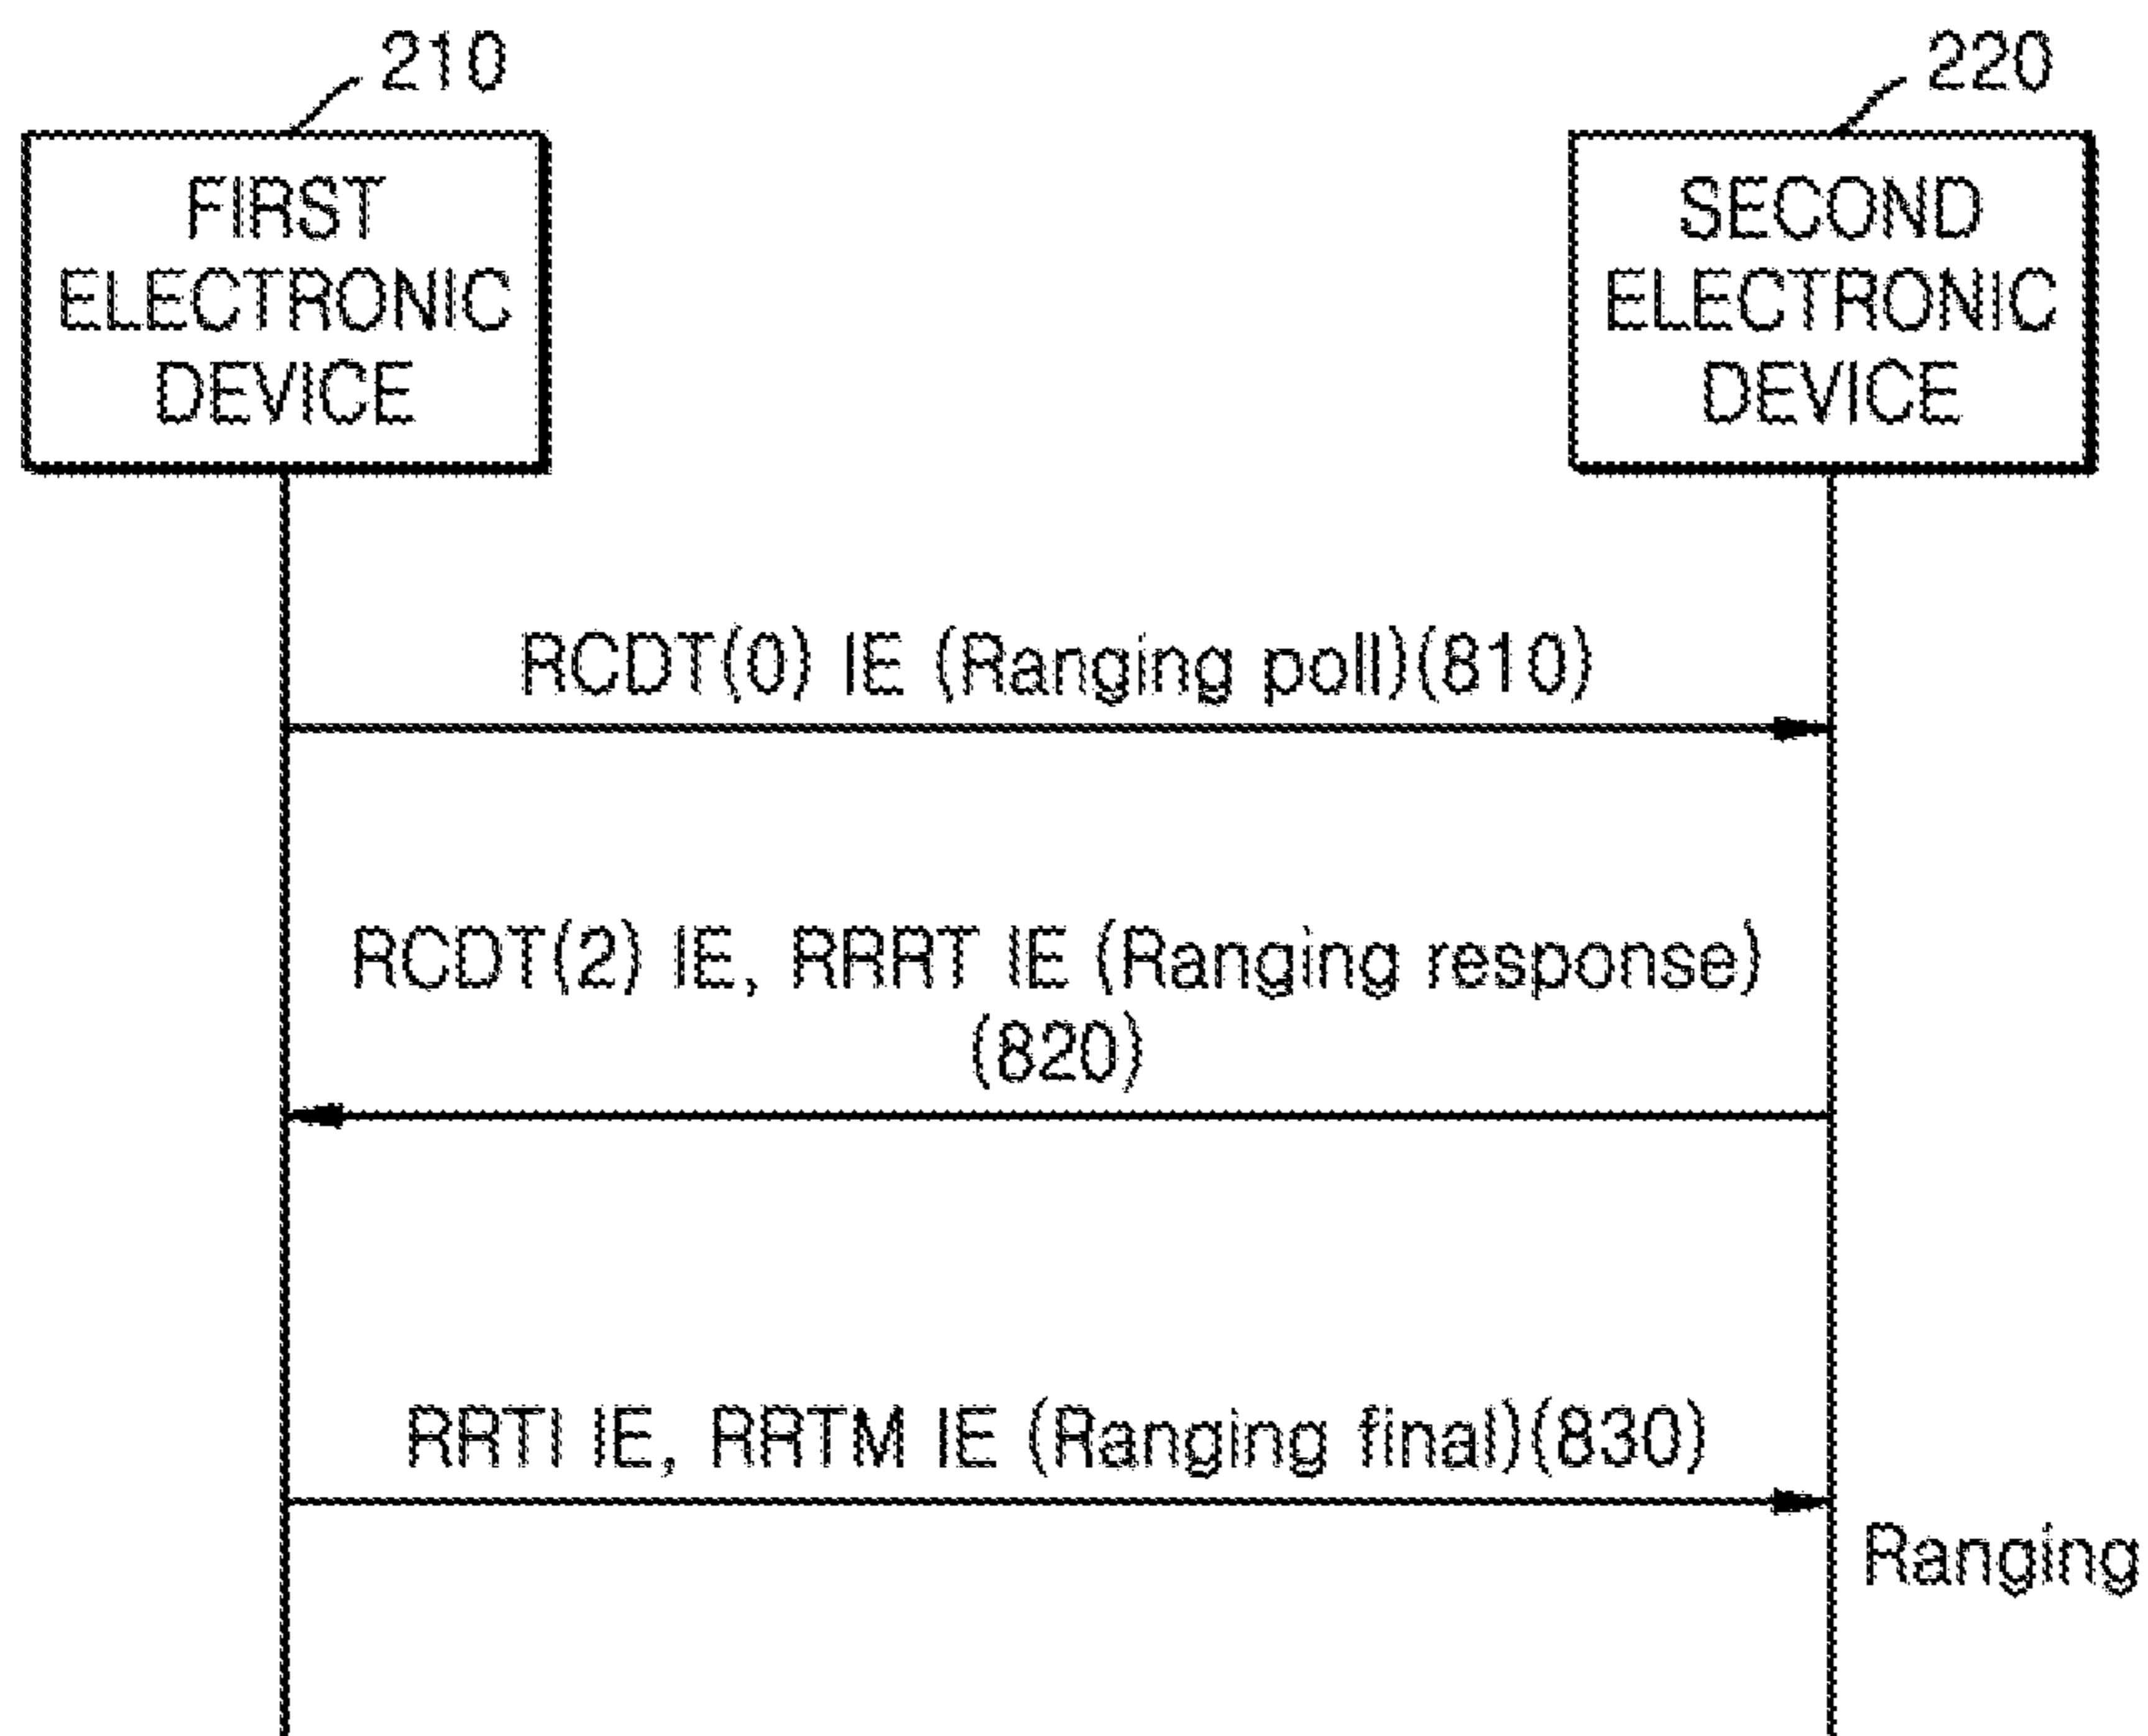 210
220
FIRST
ELECTRONIC
DEVICE
SECOND
ELECTRONIC
DEVICE
RCDT(0) IE (Ranging poll)(810)
RCDT(2) IE, RRRT IE (Ranging response)
(820)
RRTI IE, RRTM IE (Ranging final)(830)
Ranging